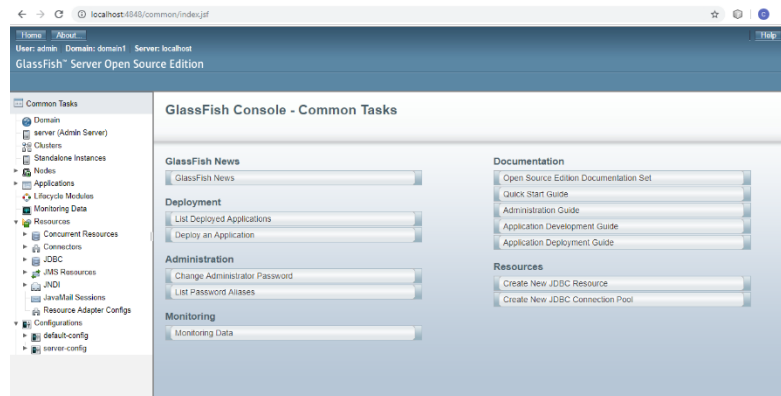 localhost:4848/common/index.jsf
Home About...
Help
User: admin Domain: domain1 Server: localhost
GlassFish™ Server Open Source Edition
Common Tasks
Domain
server (Admin Server)
Clusters
Standalone Instances
Nodes
Applications
Lifecycle Modules
Monitoring Data
Resources
Concurrent Resources
Connectors
JDBC
JMS Resources
JNDI
JavaMail Sessions
Resource Adapter Configs
Configurations
default-config
server-config
GlassFish Console - Common Tasks
GlassFish News
GlassFish News
Deployment
List Deployed Applications
Deploy an Application
Administration
Change Administrator Password
List Password Aliases
Monitoring
Monitoring Data
Documentation
Open Source Edition Documentation Set
Quick Start Guide
Administration Guide
Application Development Guide
Application Deployment Guide
Resources
Create New JDBC Resource
Create New JDBC Connection Pool